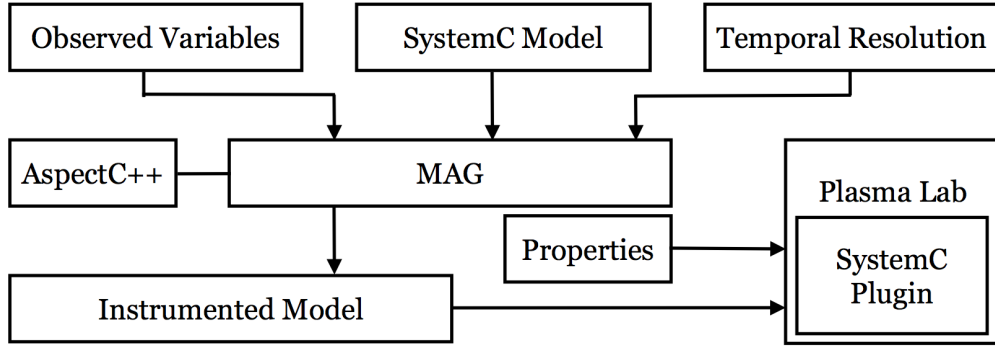 Observed Variables
SystemC Model
Temporal Resolution
AspectC++
MAG
Plasma Lab
Properties
SystemC
Plugin
Instrumented Model